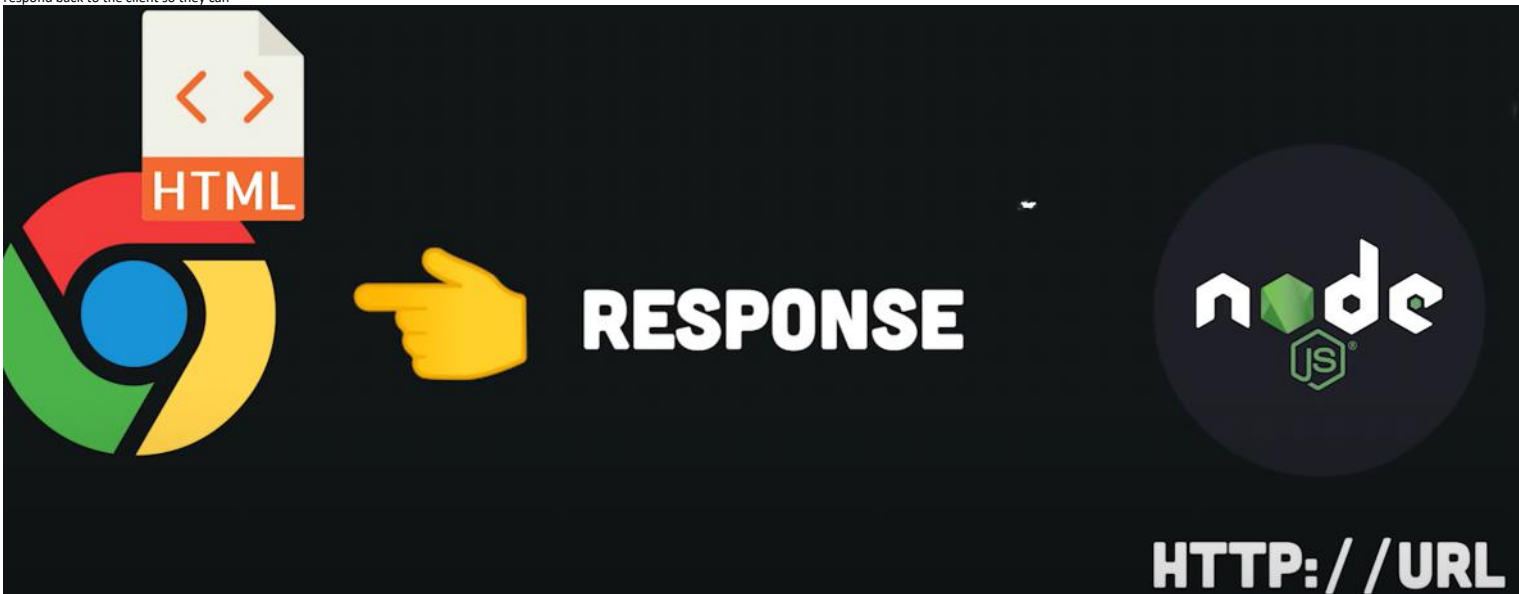 respond back to the client so they can
HTML
RESPONSE
node
JS
HTTP://URL